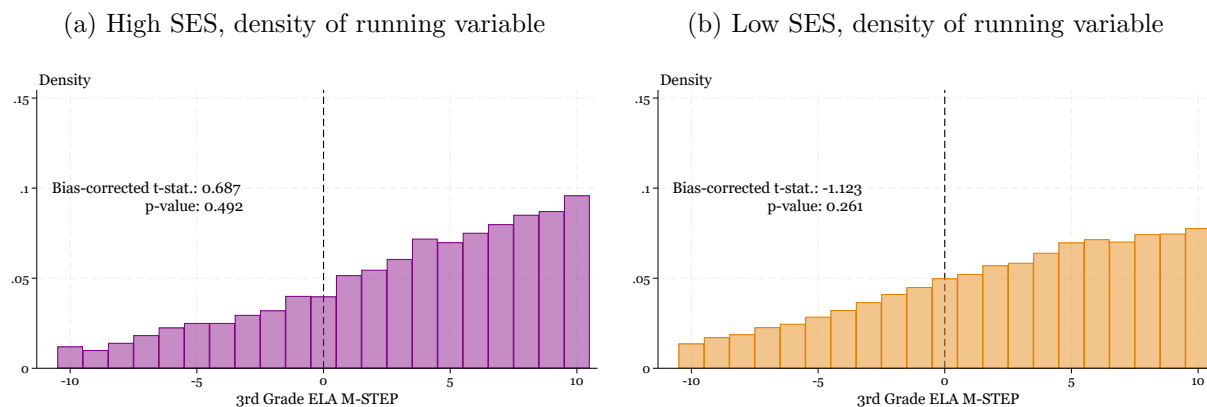 (a) High SES, density of running variable
Density
.15
.1
.05
0
Bias-corrected t-stat.: 0.687
p-value: 0.492
-10 -5 0 5 10
3rd Grade ELA M-STEP
(b) Low SES, density of running variable
Density
.15
.1
.05
0
Bias-corrected t-stat.: -1.123
p-value: 0.261
-10 -5 0 5 10
3rd Grade ELA M-STEP